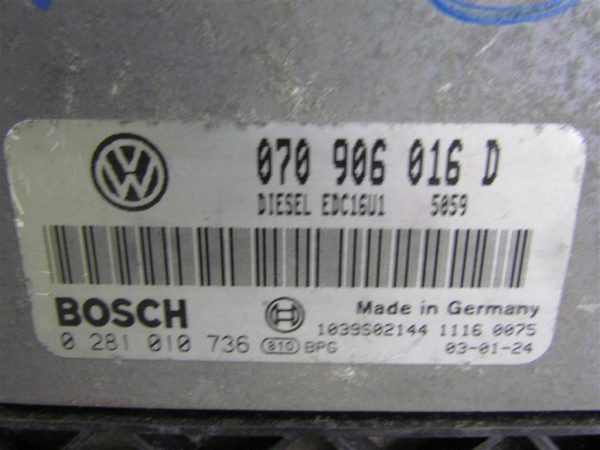 070 906 016 D
DIESEL EDC16U1 5059
BOSCH
Made in Germany
0 281 010 736 810 BPG
1039S02144 1116 0075
03-01-24